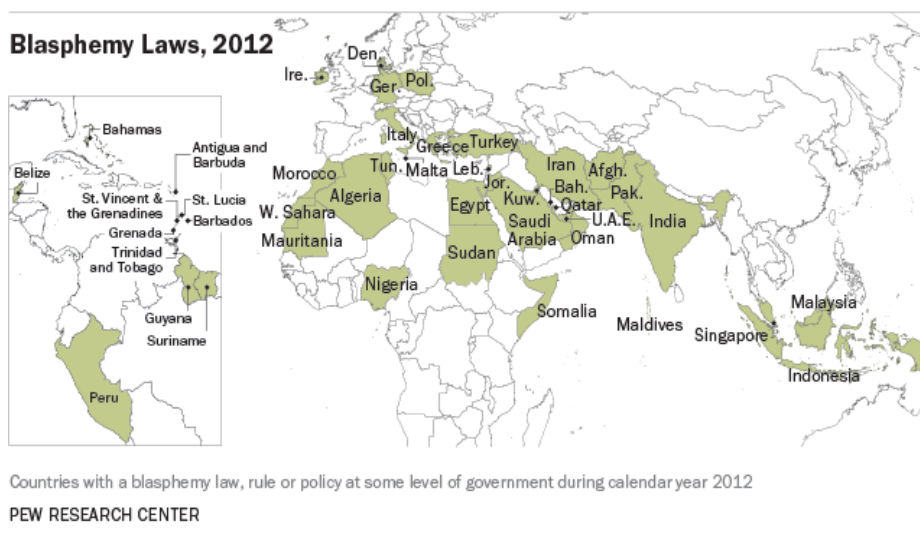 Blasphemy Laws, 2012
Bahamas
Antigua and
Barbuda
Belize
St. Vincent &
the Grenadines
St. Lucia
Barbados
Grenada
Trinidad
and Tobago
Guyana
Suriname
Peru
Den.
Ire.
Ger.
Pol.
Italy
Greece
Turkey
Tun.
Malta
Leb.
Morocco
Algeria
W. Sahara
Mauritania
Egypt
Jor.
Kuw.
Iran
Afgh.
Bah.
Pak.
Qatar
U.A.E.
Saudi
Arabia
Oman
India
Sudan
Nigeria
Somalia
Maldives
Malaysia
Singapore
Indonesia
Countries with a blasphemy law, rule or policy at some level of government during calendar year 2012
PEW RESEARCH CENTER